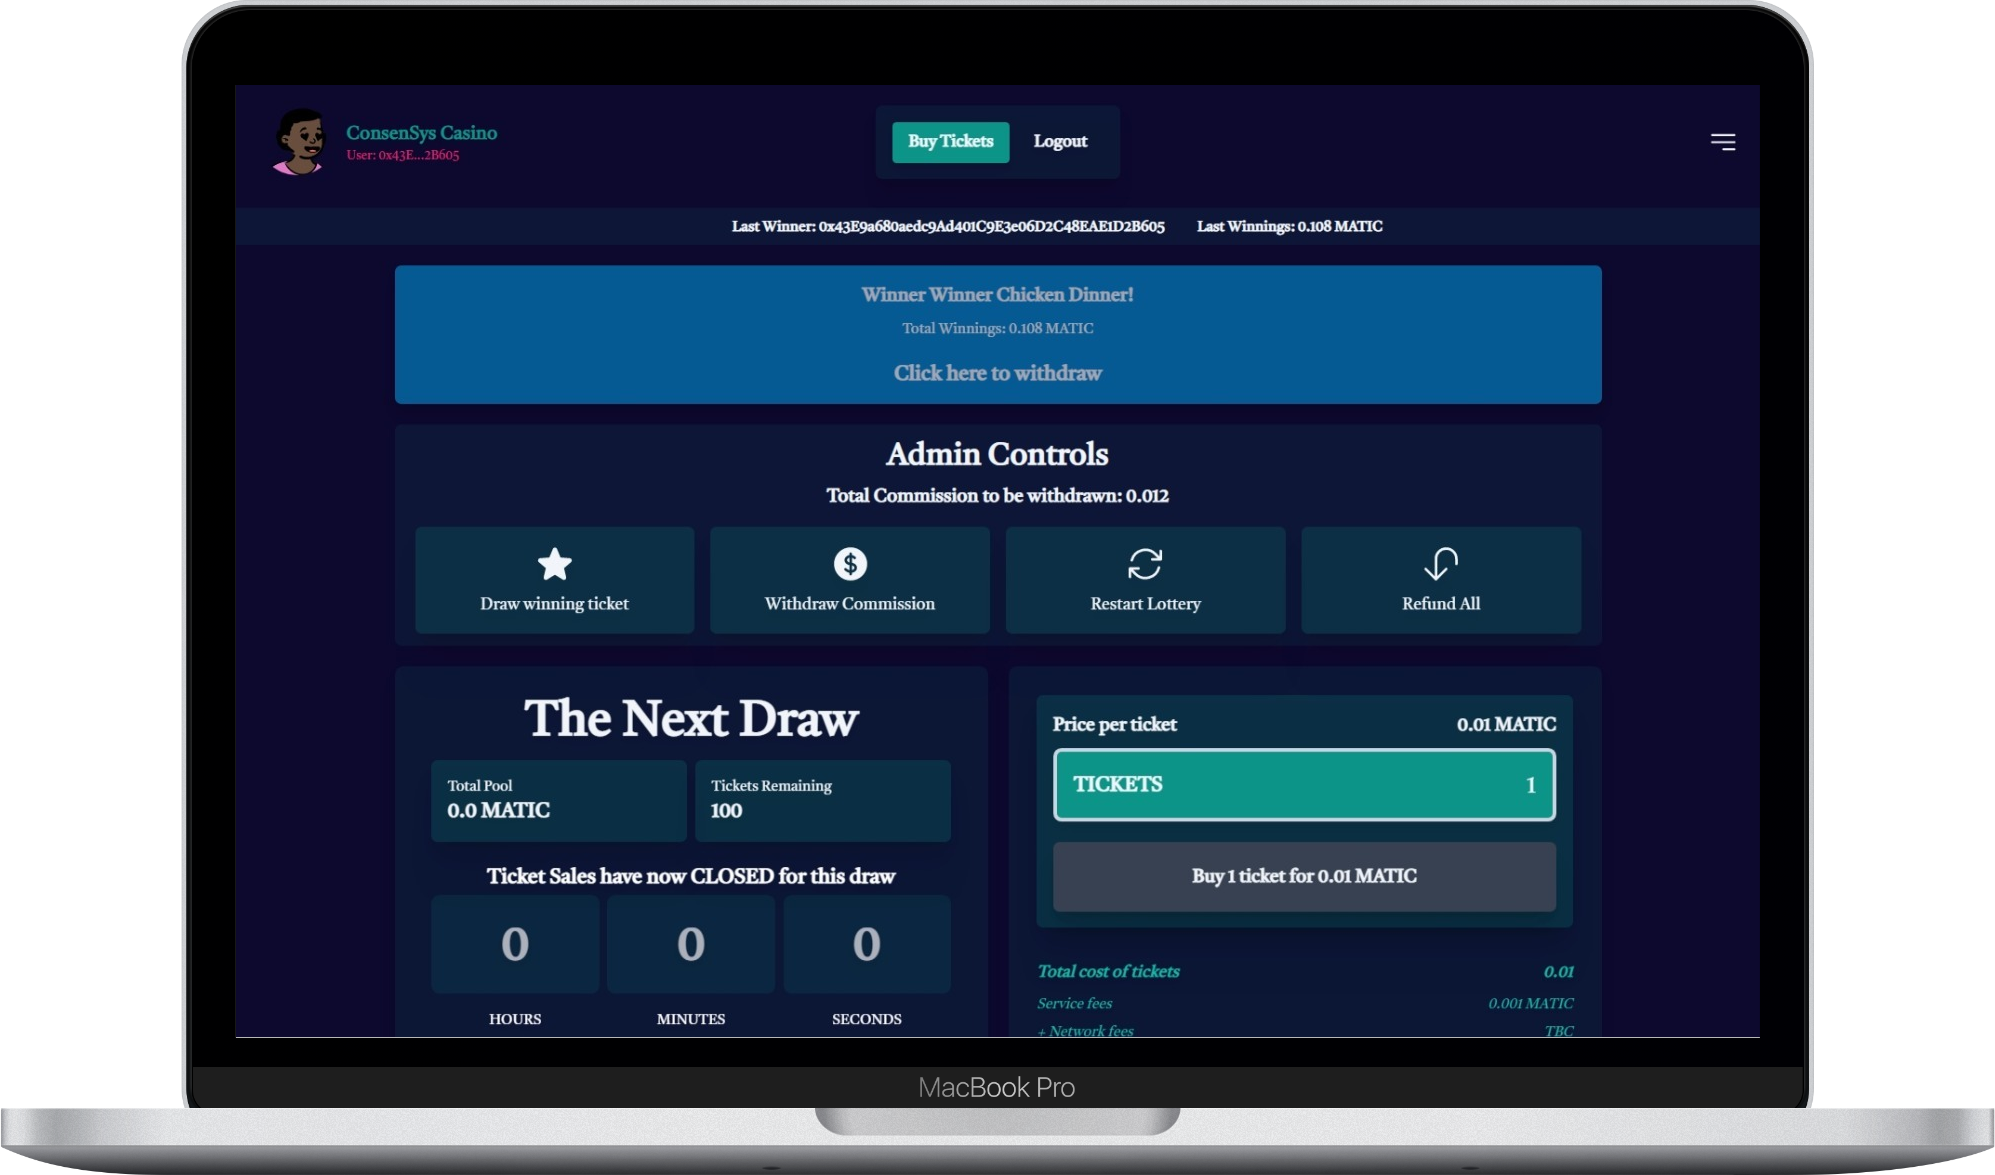 ConsenSys Casino
User: 0x43E...2B605
Buy Tickets
Logout
Last Winner: 0x43E9a680aedc9Ad401C9E3e06D2C48EAE1D2B605
Last Winnings: 0.108 MATIC
Winner Winner Chicken Dinner!
Total Winnings: 0.108 MATIC
Click here to withdraw
Admin Controls
Total Commission to be withdrawn: 0.012
Draw winning ticket
Withdraw Commission
Restart Lottery
Refund All
The Next Draw
Total Pool
0.0 MATIC
Tickets Remaining
100
Ticket Sales have now CLOSED for this draw
0
0
0
HOURS
MINUTES
SECONDS
Price per ticket
0.01 MATIC
TICKETS
1
Buy 1 ticket for 0.01 MATIC
Total cost of tickets
0.01
Service fees
0.001 MATIC
+ Network fees
TBC
MacBook Pro